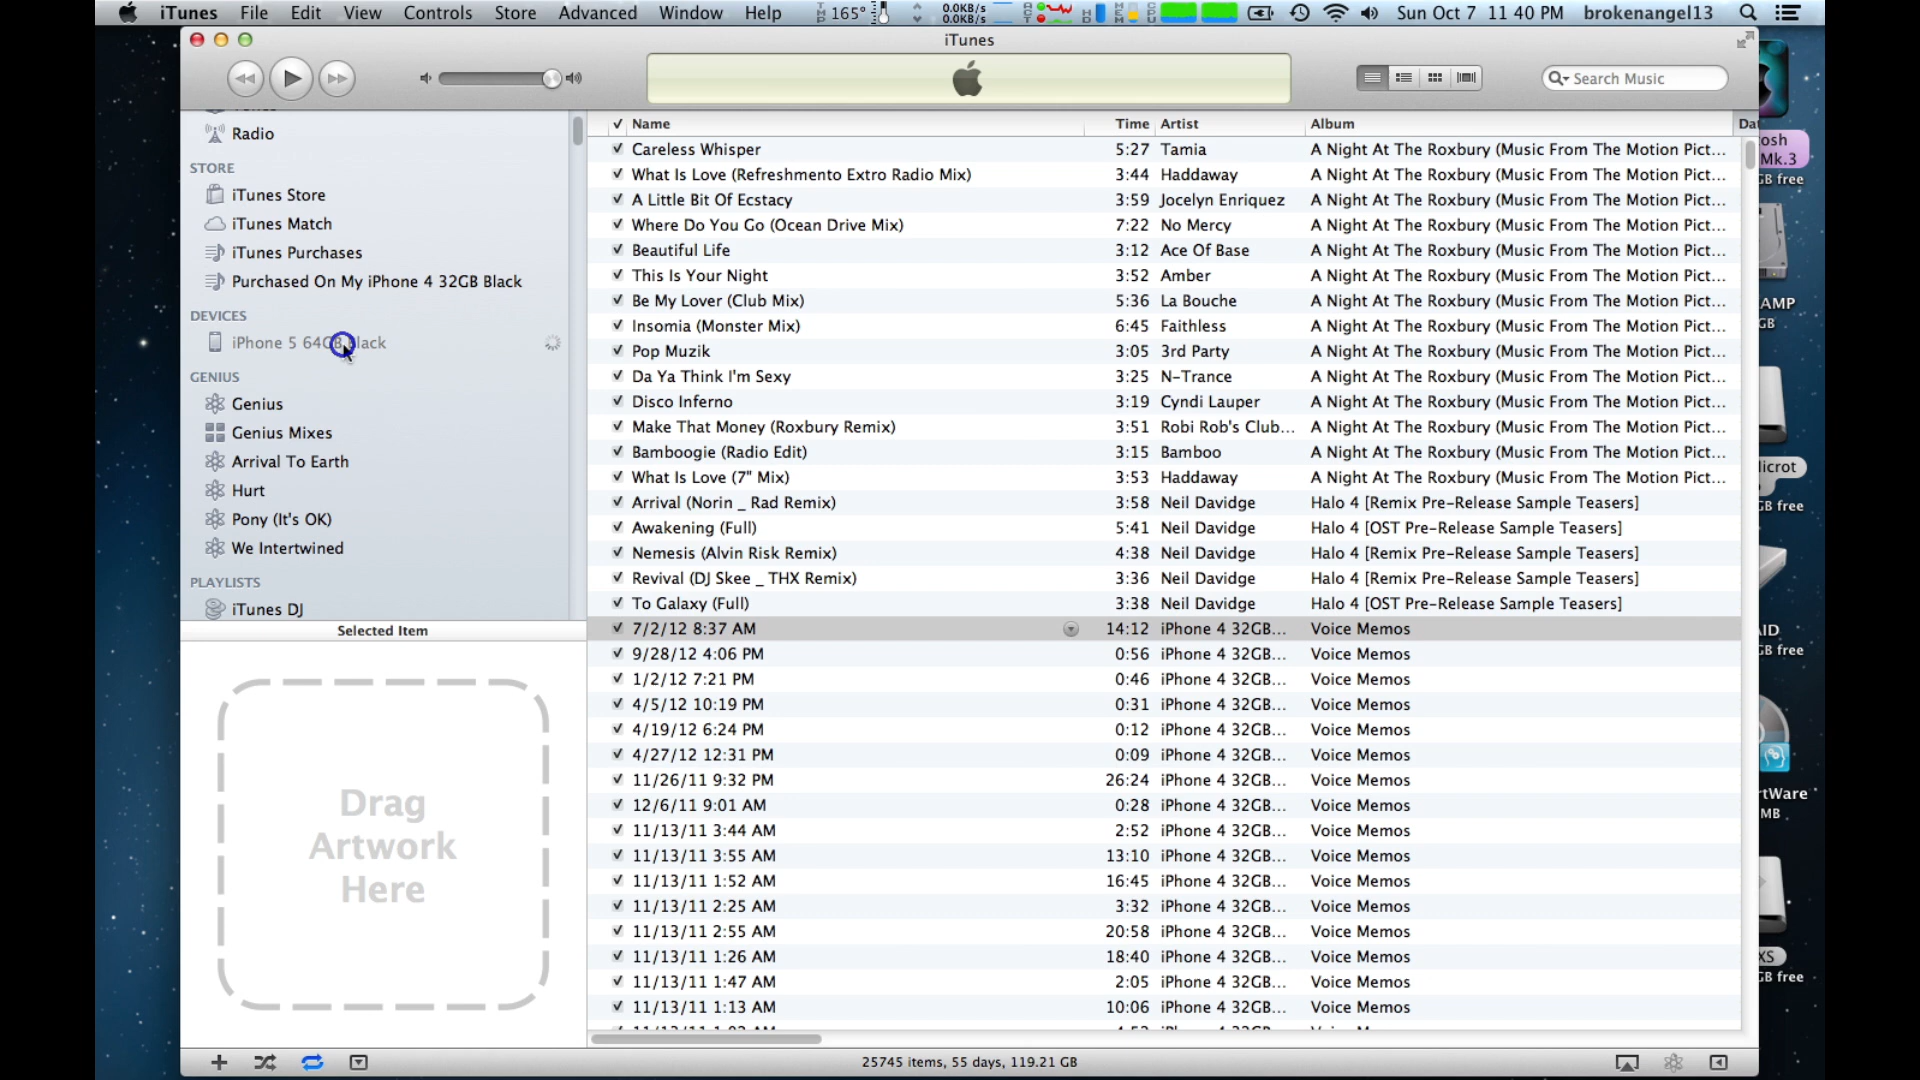 iTunes File Edit View Controls Store Advanced Window Help 165° 0.0KB/s 0.0KB/s Sun Oct 7 11 40 PM brokenangel13
iTunes
Search Music
Radio
STORE
iTunes Store
iTunes Match
iTunes Purchases
Purchased On My iPhone 4 32GB Black
DEVICES
iPhone 5 64GB Black
GENIUS
Genius
Genius Mixes
Arrival To Earth
Hurt
Pony (It's OK)
We Intertwined
PLAYLISTS
iTunes DJ
Selected Item
Drag
Artwork
Here
Name Time Artist Album
Careless Whisper 5:27 Tamia A Night At The Roxbury (Music From The Motion Pict...
What Is Love (Refreshmento Extro Radio Mix) 3:44 Haddaway A Night At The Roxbury (Music From The Motion Pict...
A Little Bit Of Ecstacy 3:59 Jocelyn Enriquez A Night At The Roxbury (Music From The Motion Pict...
Where Do You Go (Ocean Drive Mix) 7:22 No Mercy A Night At The Roxbury (Music From The Motion Pict...
Beautiful Life 3:12 Ace Of Base A Night At The Roxbury (Music From The Motion Pict...
This Is Your Night 3:52 Amber A Night At The Roxbury (Music From The Motion Pict...
Be My Lover (Club Mix) 5:36 La Bouche A Night At The Roxbury (Music From The Motion Pict...
Insomia (Monster Mix) 6:45 Faithless A Night At The Roxbury (Music From The Motion Pict...
Pop Muzik 3:05 3rd Party A Night At The Roxbury (Music From The Motion Pict...
Da Ya Think I'm Sexy 3:25 N-Trance A Night At The Roxbury (Music From The Motion Pict...
Disco Inferno 3:19 Cyndi Lauper A Night At The Roxbury (Music From The Motion Pict...
Make That Money (Roxbury Remix) 3:51 Robi Rob's Club... A Night At The Roxbury (Music From The Motion Pict...
Bamboogie (Radio Edit) 3:15 Bamboo A Night At The Roxbury (Music From The Motion Pict...
What Is Love (7" Mix) 3:53 Haddaway A Night At The Roxbury (Music From The Motion Pict...
Arrival (Norin _ Rad Remix) 3:58 Neil Davidge Halo 4 [Remix Pre-Release Sample Teasers]
Awakening (Full) 5:41 Neil Davidge Halo 4 [OST Pre-Release Sample Teasers]
Nemesis (Alvin Risk Remix) 4:38 Neil Davidge Halo 4 [Remix Pre-Release Sample Teasers]
Revival (DJ Skee _ THX Remix) 3:36 Neil Davidge Halo 4 [Remix Pre-Release Sample Teasers]
To Galaxy (Full) 3:38 Neil Davidge Halo 4 [OST Pre-Release Sample Teasers]
7/2/12 8:37 AM 14:12 iPhone 4 32GB... Voice Memos
9/28/12 4:06 PM 0:56 iPhone 4 32GB... Voice Memos
1/2/12 7:21 PM 0:46 iPhone 4 32GB... Voice Memos
4/5/12 10:19 PM 0:31 iPhone 4 32GB... Voice Memos
4/19/12 6:24 PM 0:12 iPhone 4 32GB... Voice Memos
4/27/12 12:31 PM 0:09 iPhone 4 32GB... Voice Memos
11/26/11 9:32 PM 26:24 iPhone 4 32GB... Voice Memos
12/6/11 9:01 AM 0:28 iPhone 4 32GB... Voice Memos
11/13/11 3:44 AM 2:52 iPhone 4 32GB... Voice Memos
11/13/11 3:55 AM 13:10 iPhone 4 32GB... Voice Memos
11/13/11 1:52 AM 16:45 iPhone 4 32GB... Voice Memos
11/13/11 2:25 AM 3:32 iPhone 4 32GB... Voice Memos
11/13/11 2:55 AM 20:58 iPhone 4 32GB... Voice Memos
11/13/11 1:26 AM 18:40 iPhone 4 32GB... Voice Memos
11/13/11 1:47 AM 2:05 iPhone 4 32GB... Voice Memos
11/13/11 1:13 AM 10:06 iPhone 4 32GB... Voice Memos
25745 items, 55 days, 119.21 GB
Mk.3
GB free
GB free
GB free
MB
GB free